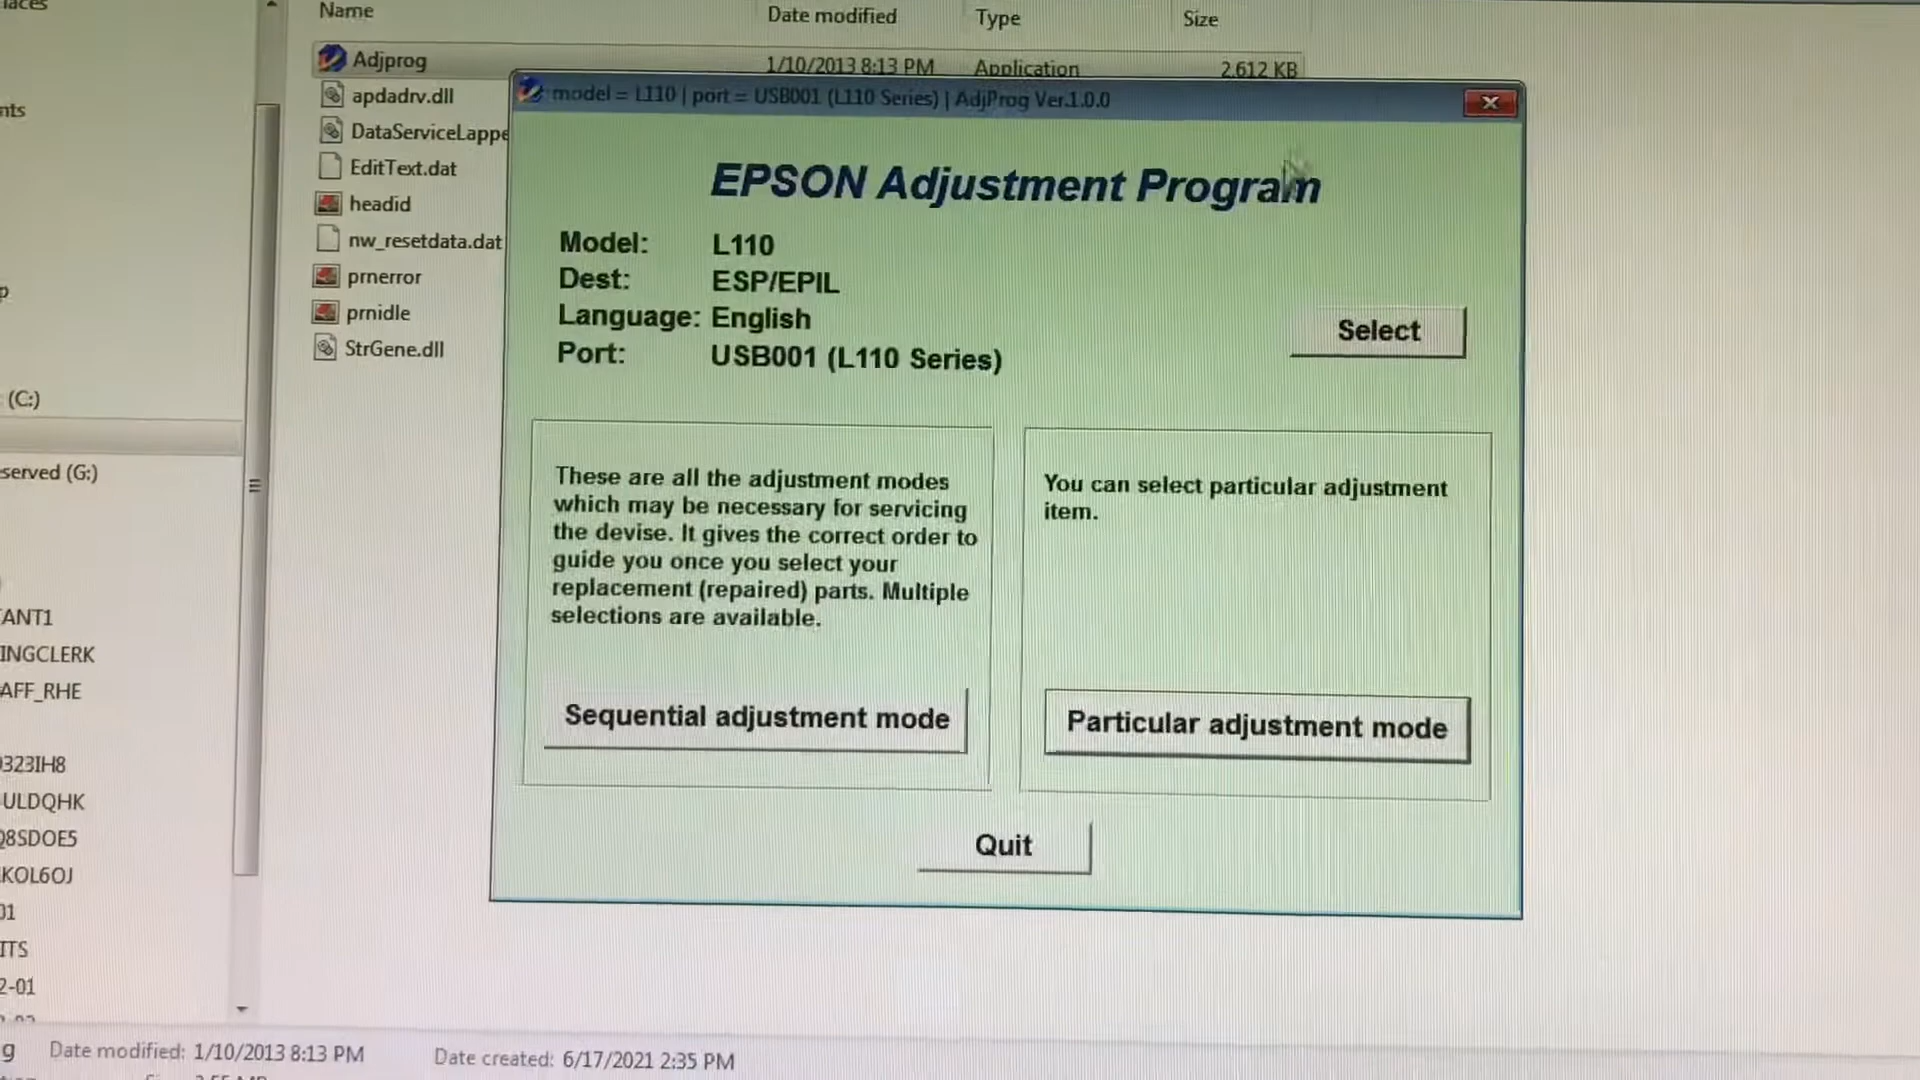 Name Date modified Type Size
Adjprog 1/10/2013 8:13 PM Application 2,612 KB
apdadrv.dll
DataServiceLappe
EditText.dat
headid
nw_resetdata.dat
prnerror
prnidle
StrGene.dll
nts
p
(C:)
served (G:)
ANT1
INGCLERK
AFF_RHE
0323IH8
ULDQHK
Q8SDOE5
KOL6OJ
01
ITS
2-01
model = L110 | port = USB001 (L110 Series) | AdjProg Ver.1.0.0
EPSON Adjustment Program
Model: L110
Dest: ESP/EPIL
Language: English
Port: USB001 (L110 Series)
Select
These are all the adjustment modes
which may be necessary for servicing
the devise. It gives the correct order to
guide you once you select your
replacement (repaired) parts. Multiple
selections are available.
Sequential adjustment mode
You can select particular adjustment
item.
Particular adjustment mode
Quit
g Date modified: 1/10/2013 8:13 PM Date created: 6/17/2021 2:35 PM